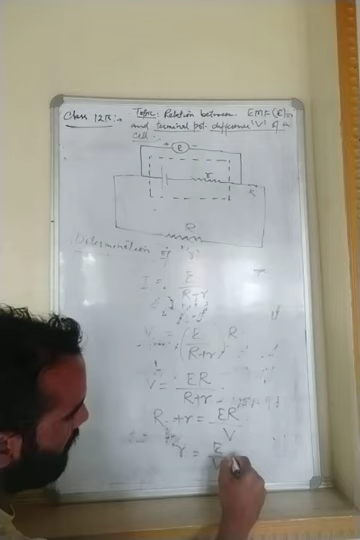 Class 12th:-
Topic: Relation between EMF (E)
and terminal pot. difference 'V' of a
cell:-
r
R
Determination of 'r'
I = E / R+r
V = (E / R+r) R
V = ER / R+r
R + r = ER / V
r = E